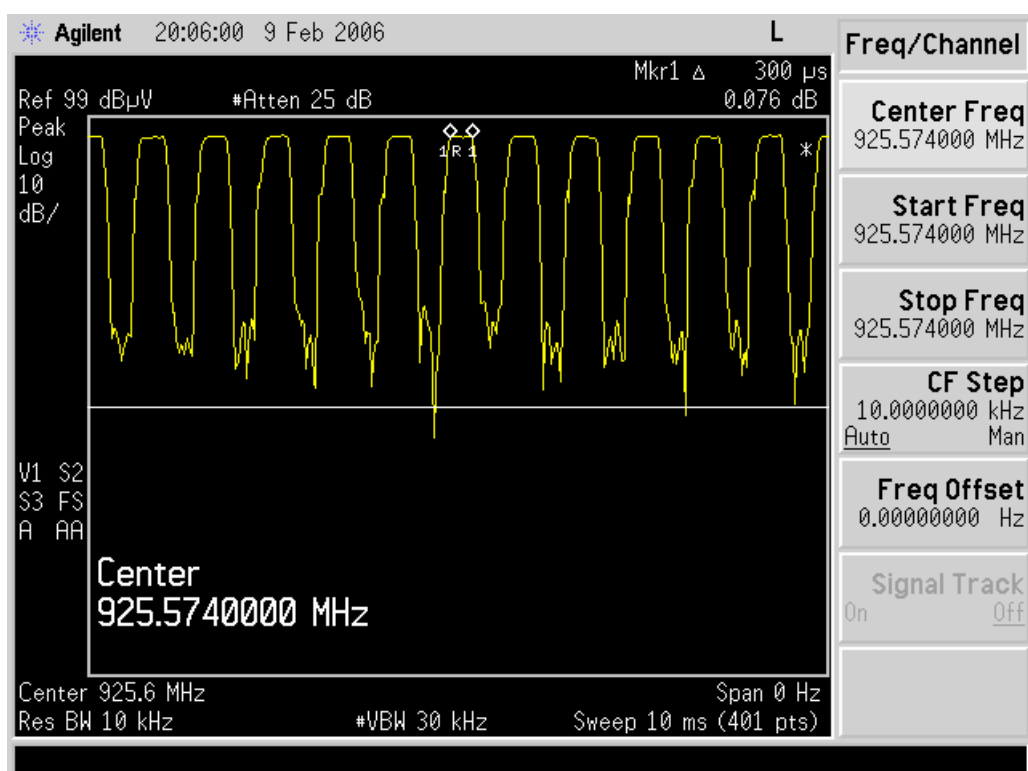 Agilent 20:06:00 9 Feb 2006 L
Mkr1 Δ 300 µs
Ref 99 dBµV #Atten 25 dB 0.076 dB
Peak
Log
10
dB/
1R 1
*
V1 S2
S3 FS
A AA
Center
925.5740000 MHz
Center 925.6 MHz Span 0 Hz
Res BW 10 kHz #VBW 30 kHz Sweep 10 ms (401 pts)
Freq/Channel
Center Freq
925.574000 MHz
Start Freq
925.574000 MHz
Stop Freq
925.574000 MHz
CF Step
10.0000000 kHz
Auto Man
Freq Offset
0.00000000 Hz
Signal Track
On Off